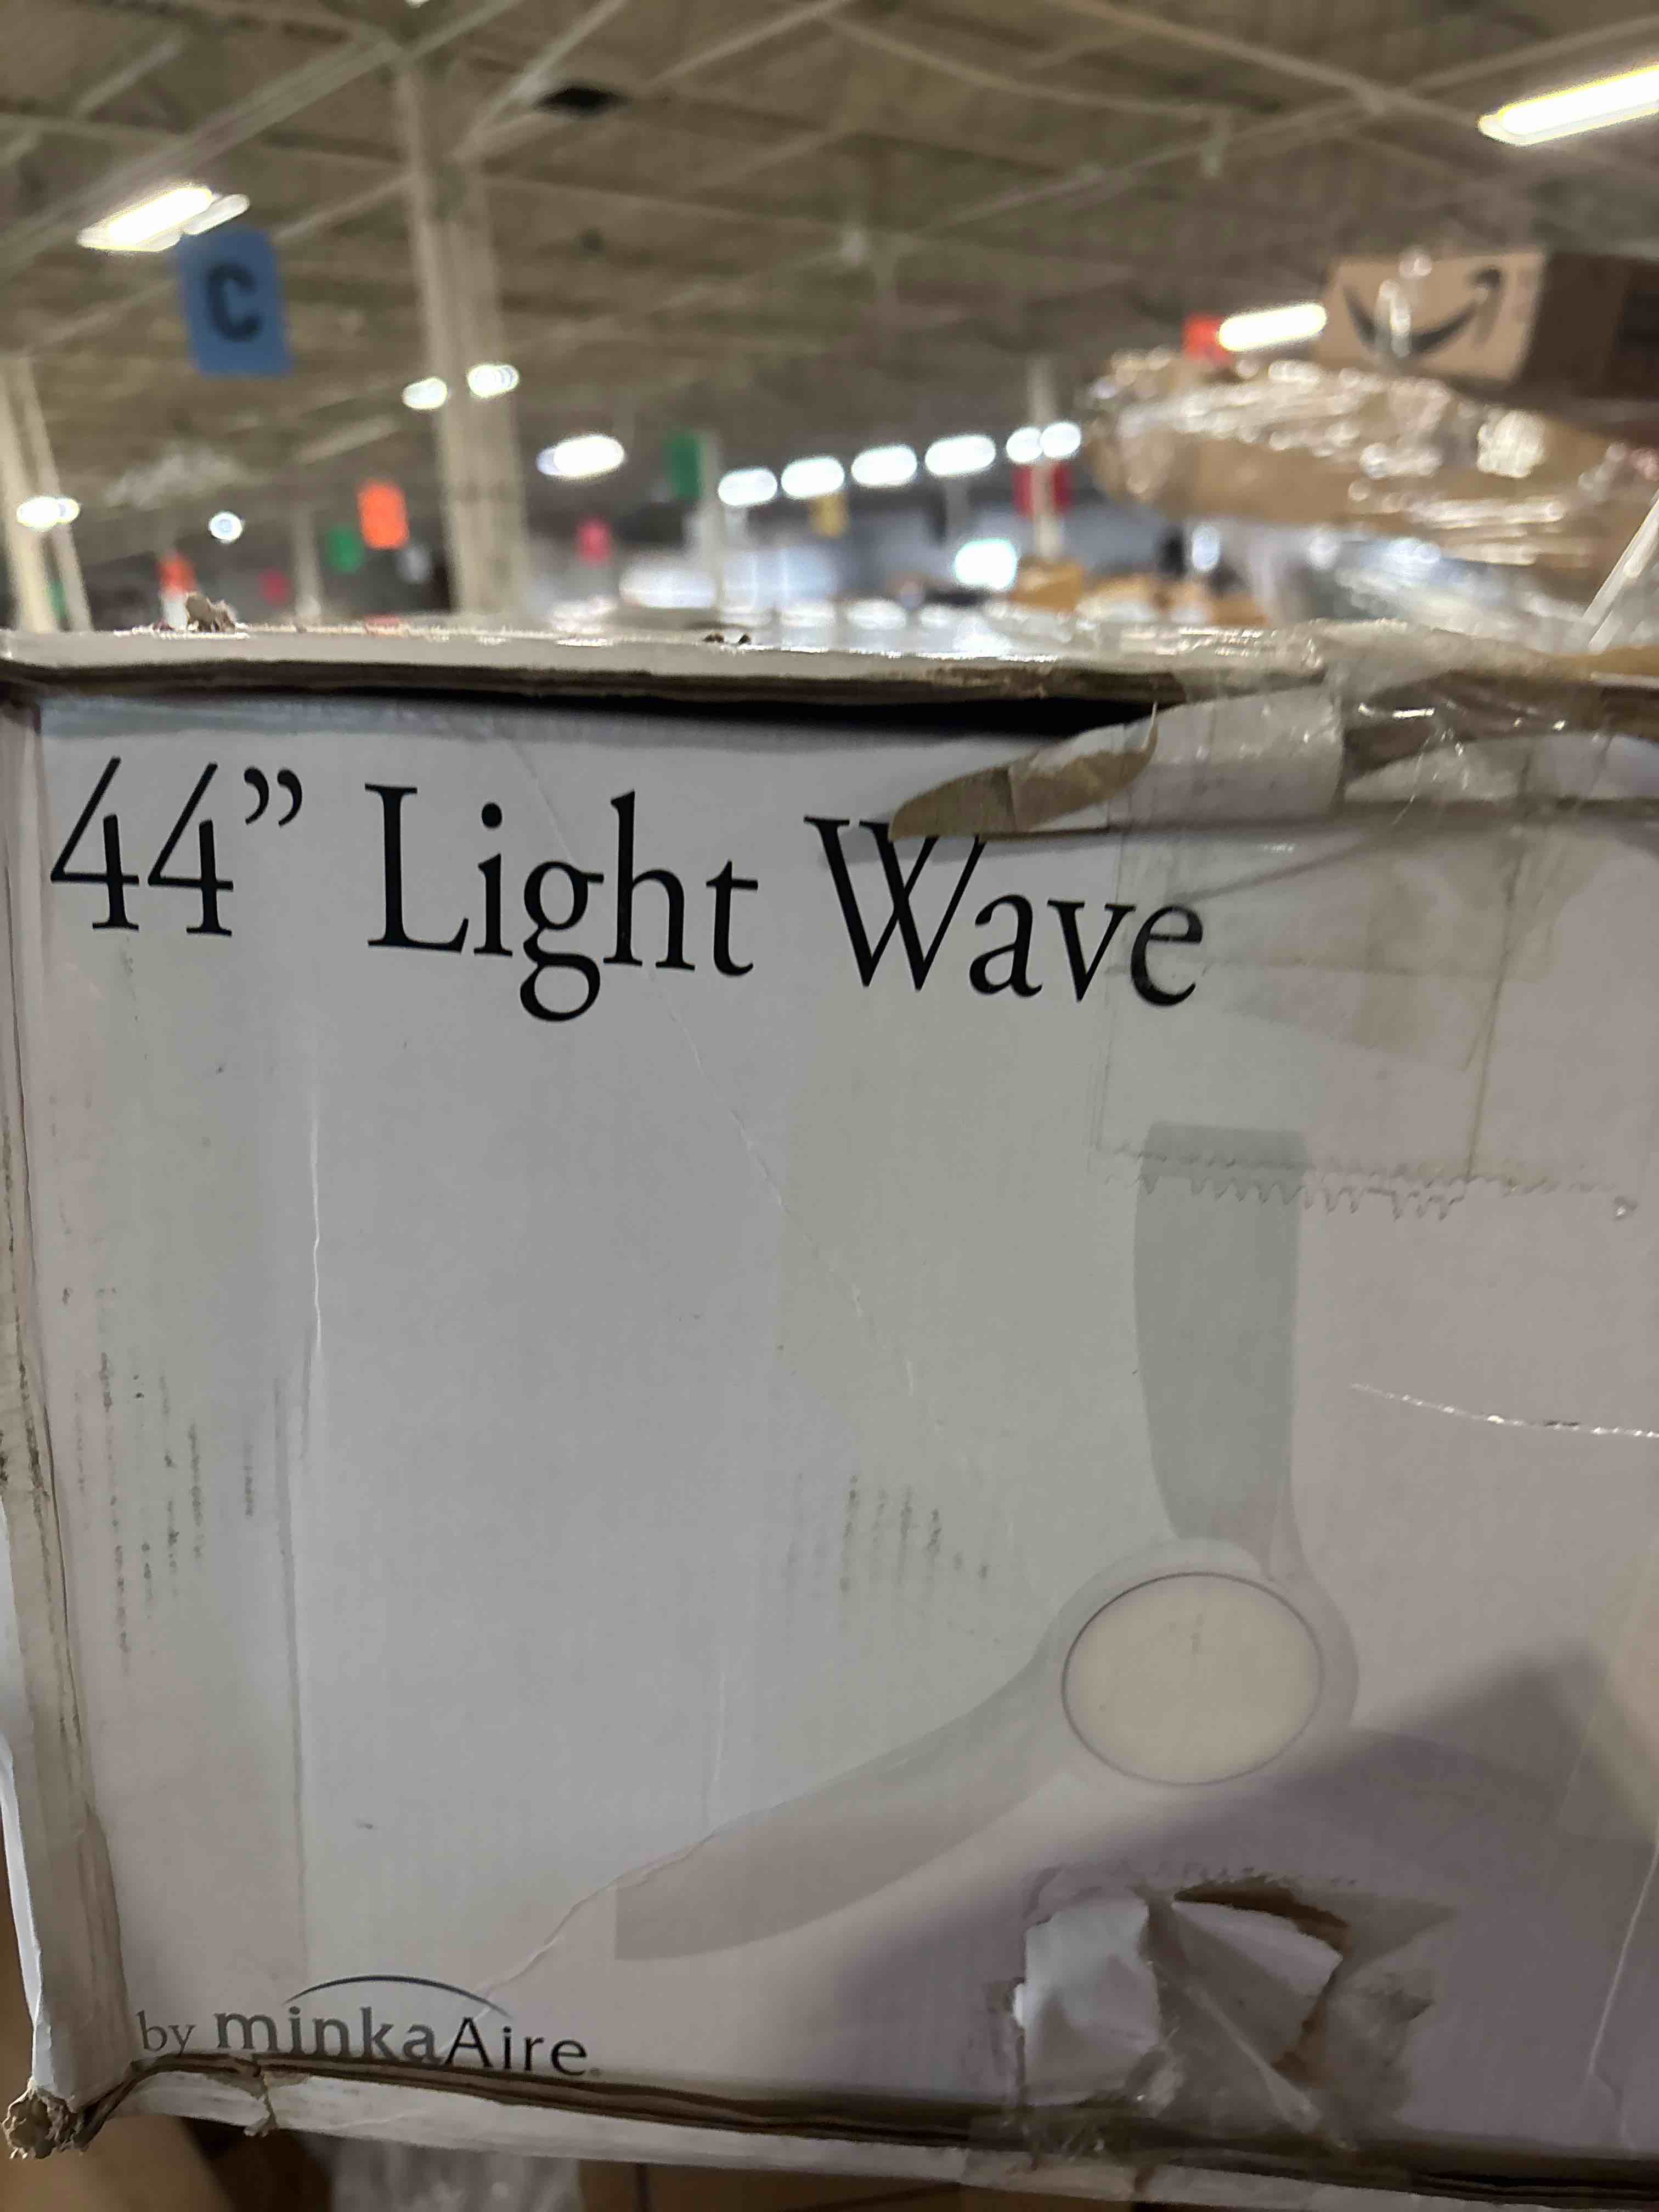 C
44” Light Wave
by minkaAire